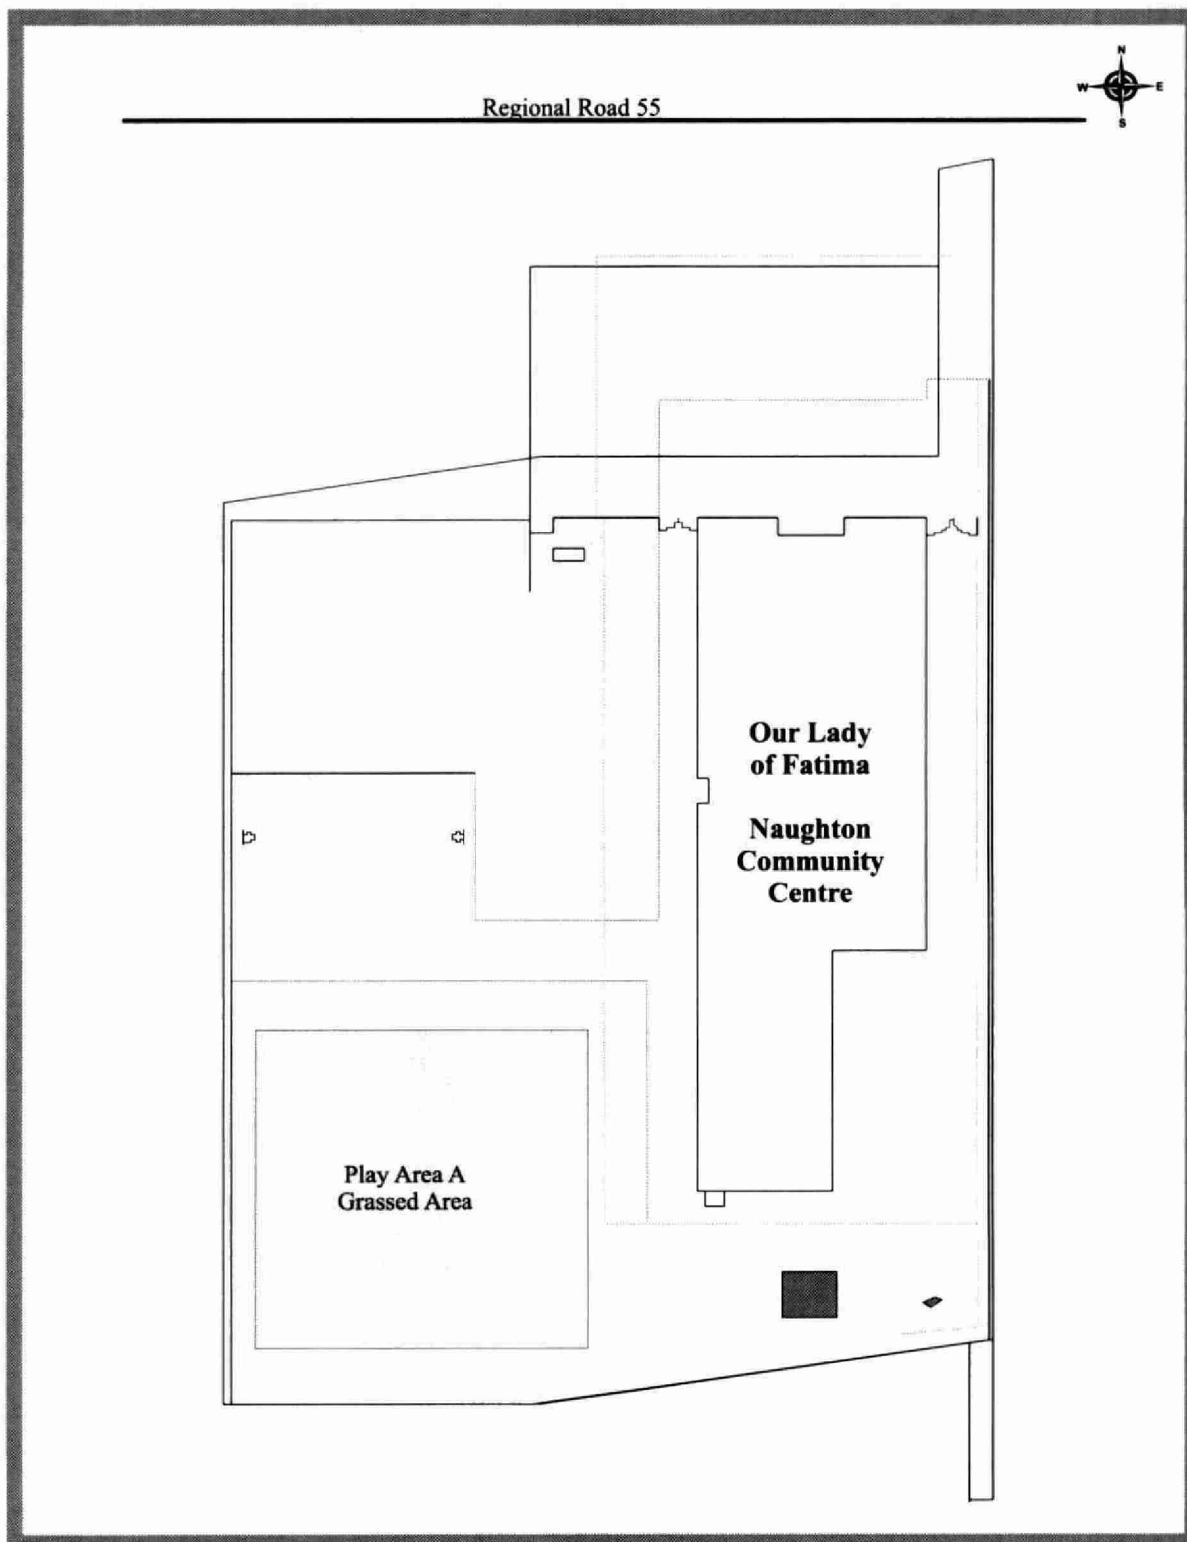 N
W E
S
Regional Road 55
Our Lady
of Fatima
Naughton
Community
Centre
Play Area A
Grassed Area